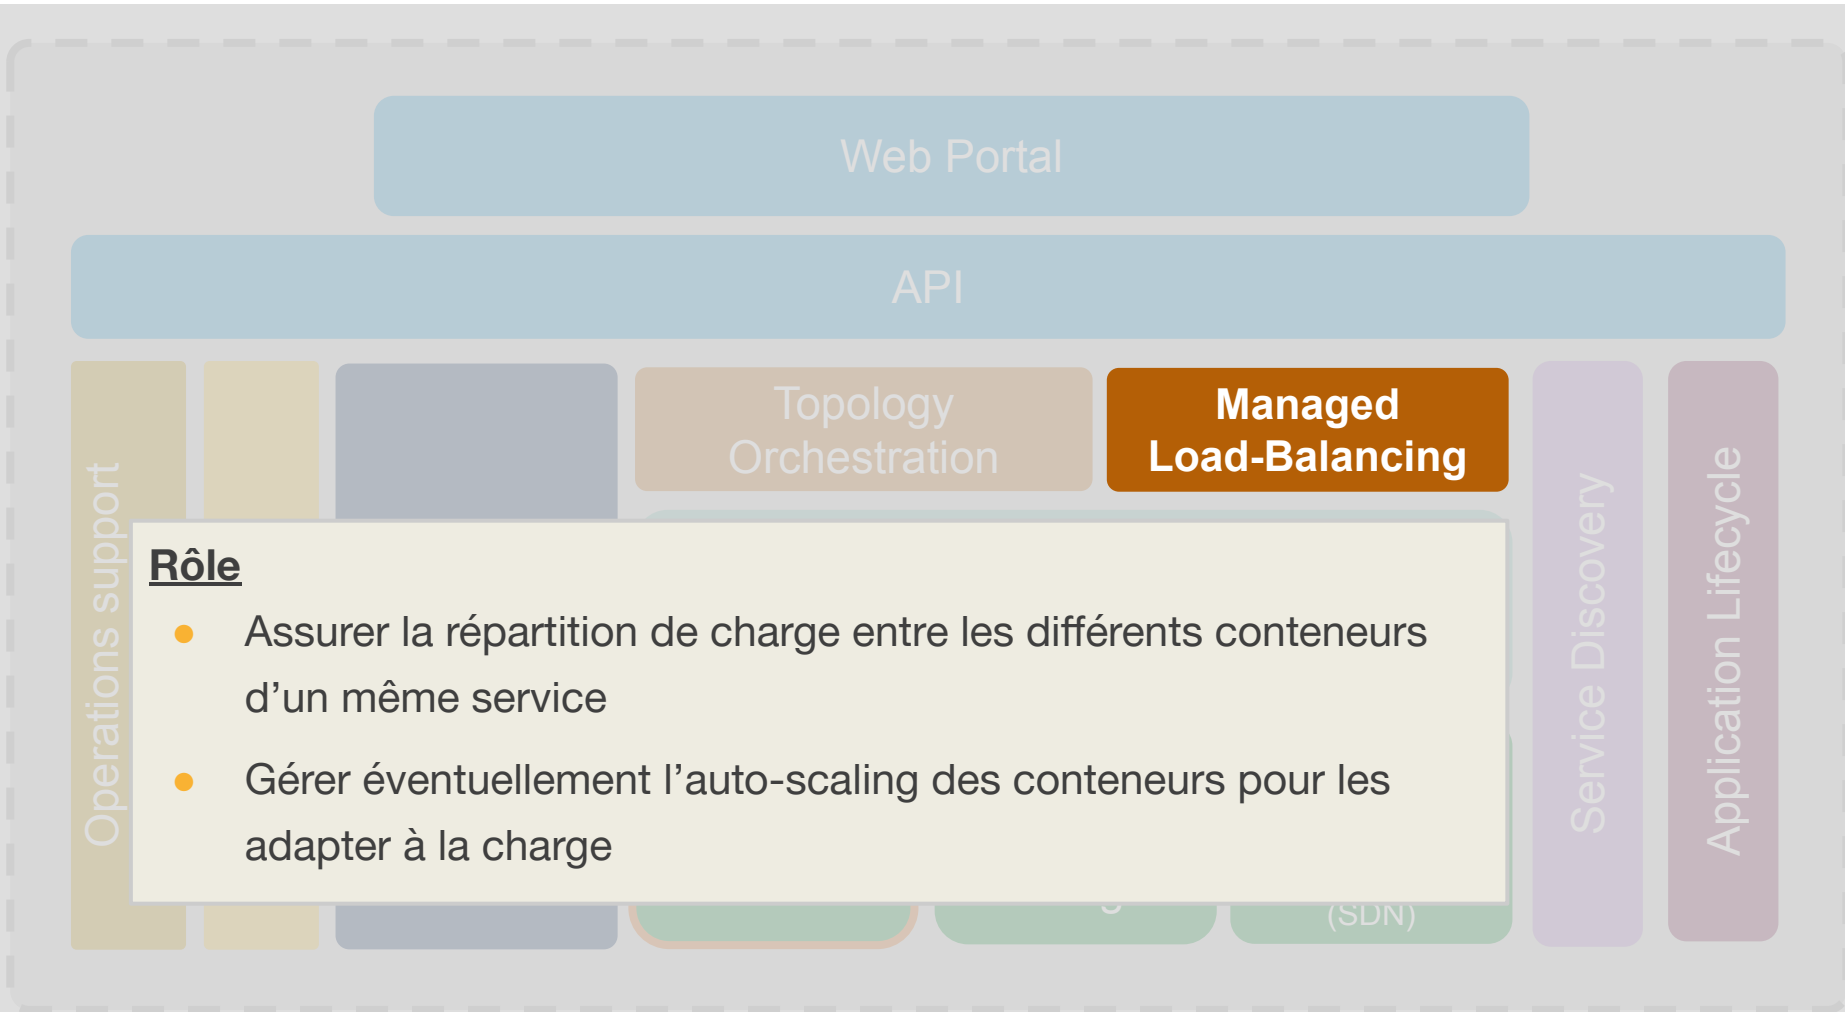 Web Portal
API
Topology
Orchestration
Managed
Load-Balancing
Operations support
Rôle
● Assurer la répartition de charge entre les différents conteneurs
d’un même service
● Gérer éventuellement l’auto-scaling des conteneurs pour les
adapter à la charge
(SDN)
Service Discovery
Application Lifecycle